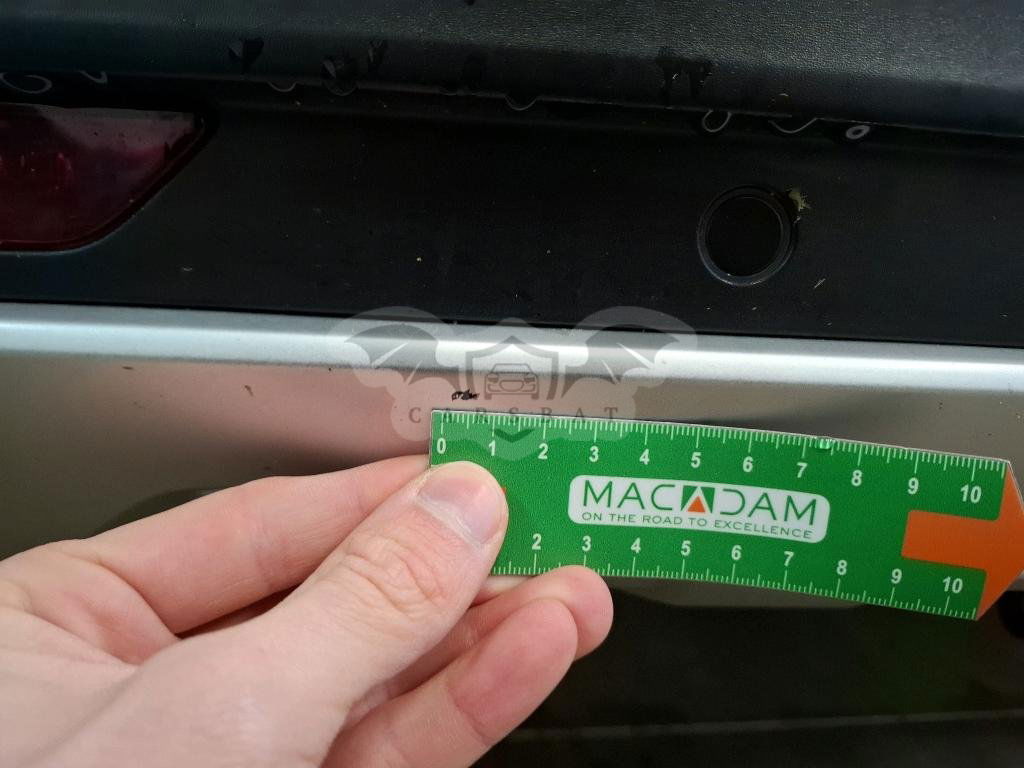 CARSBAT
0 1 2 3 4 5 6 7 8 9 10
MACADAM
ON THE ROAD TO EXCELLENCE
2 3 4 5 6 7 8 9 10